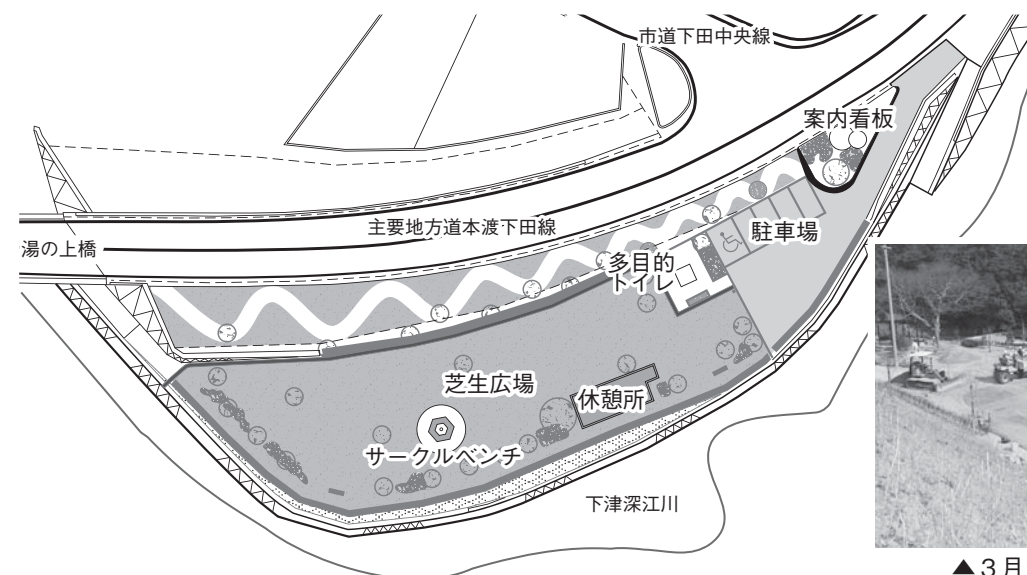 市道下田中央線
案内看板
主要地方道本渡下田線
湯の上橋
駐車場
多目的
トイレ
芝生広場
休憩所
サークルベンチ
下津深江川
▲3月